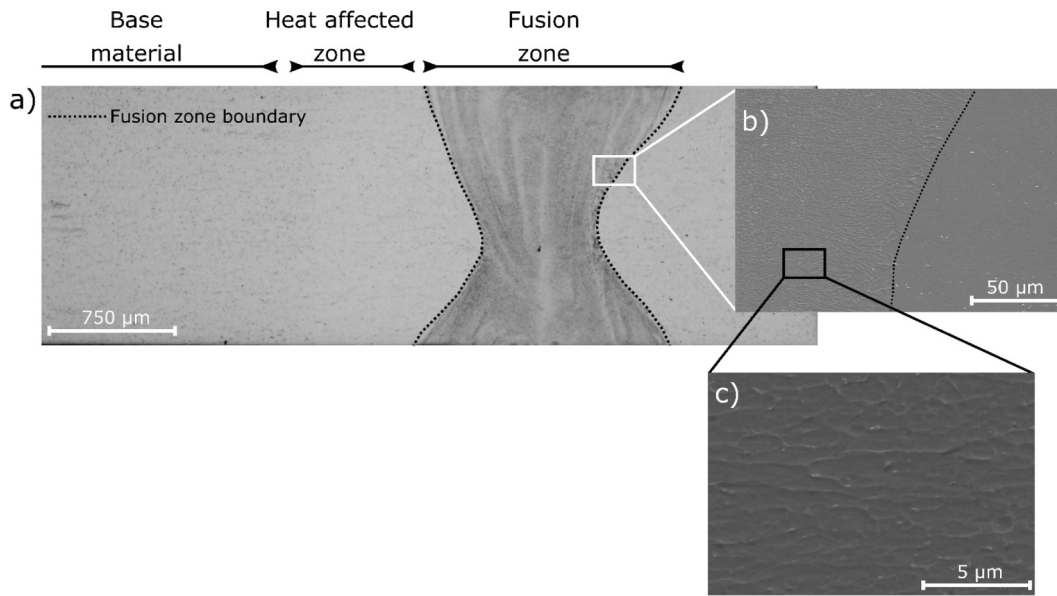 Base
material
Heat affected
zone
Fusion
zone
a)
Fusion zone boundary
750 µm
b)
50 µm
c)
5 µm